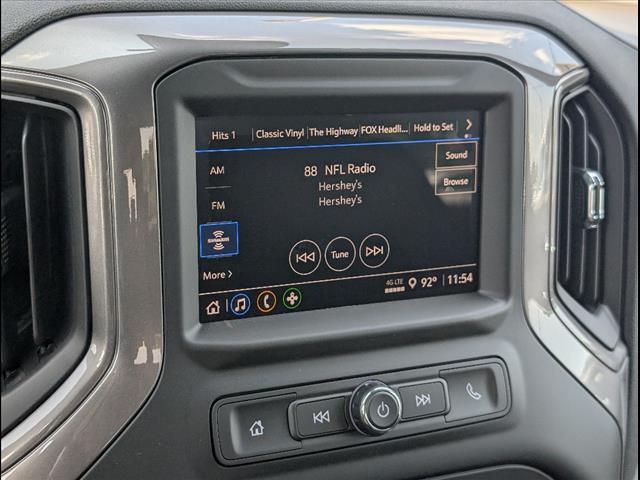 Hits 1 Classic Vinyl The Highway FOX Headli... Hold to Set
AM
88 NFL Radio
Sound
Hershey's
Browse
FM
Hershey's
SiriusXM
Tune
More
4G LTE
92° 11:54